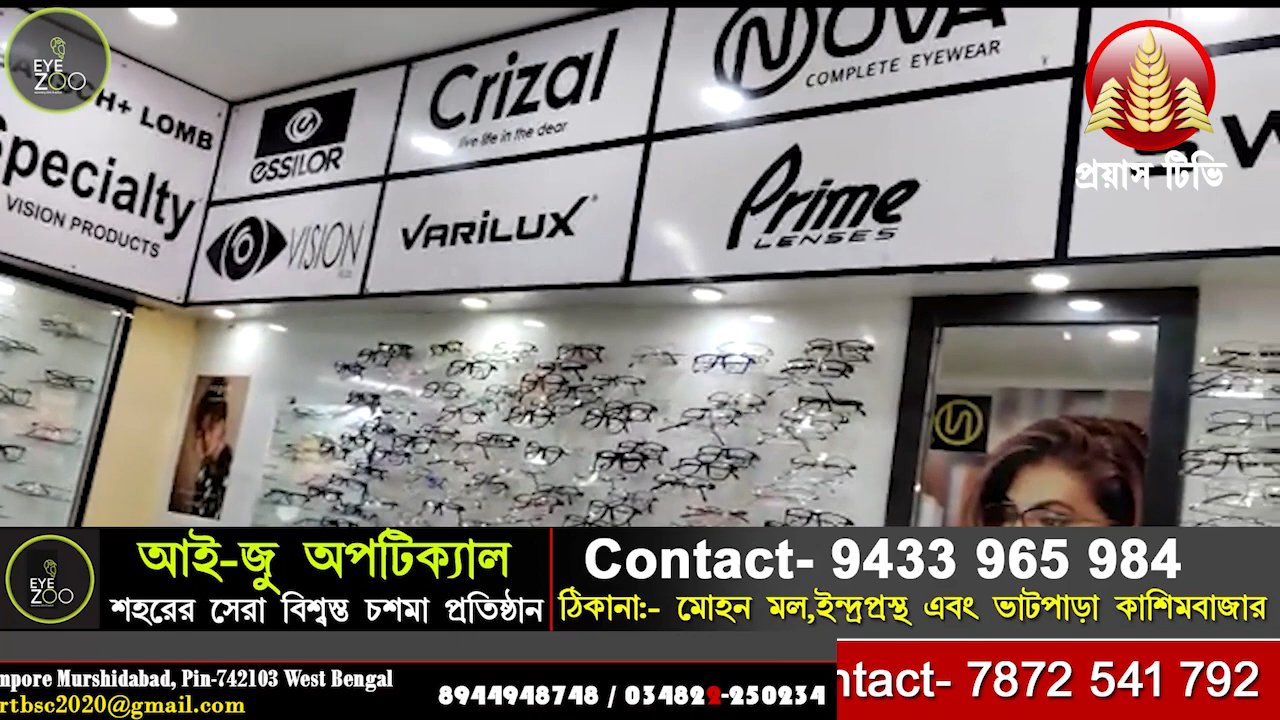 EYE
ZOO
H+ LOMB
Specialty
VISION PRODUCTS
essilor
Crizal
live life in the clear
NOVA
COMPLETE EYEWEAR
VISION
VARILUX®
Prime
LENSES
প্রয়াস টিভি
EYE
ZOO
আই-জু অপটিক্যাল
শহরের সেরা বিশ্বস্ত চশমা প্রতিষ্ঠান
Contact- 9433 965 984
ঠিকানা:- মোহন মল,ইন্দ্রপ্রস্থ এবং ভাটপাড়া কাশিমবাজার
mpore Murshidabad, Pin-742103 West Bengal
rtbsc2020@gmail.com
8944948748 / 034822-250234
ntact- 7872 541 792